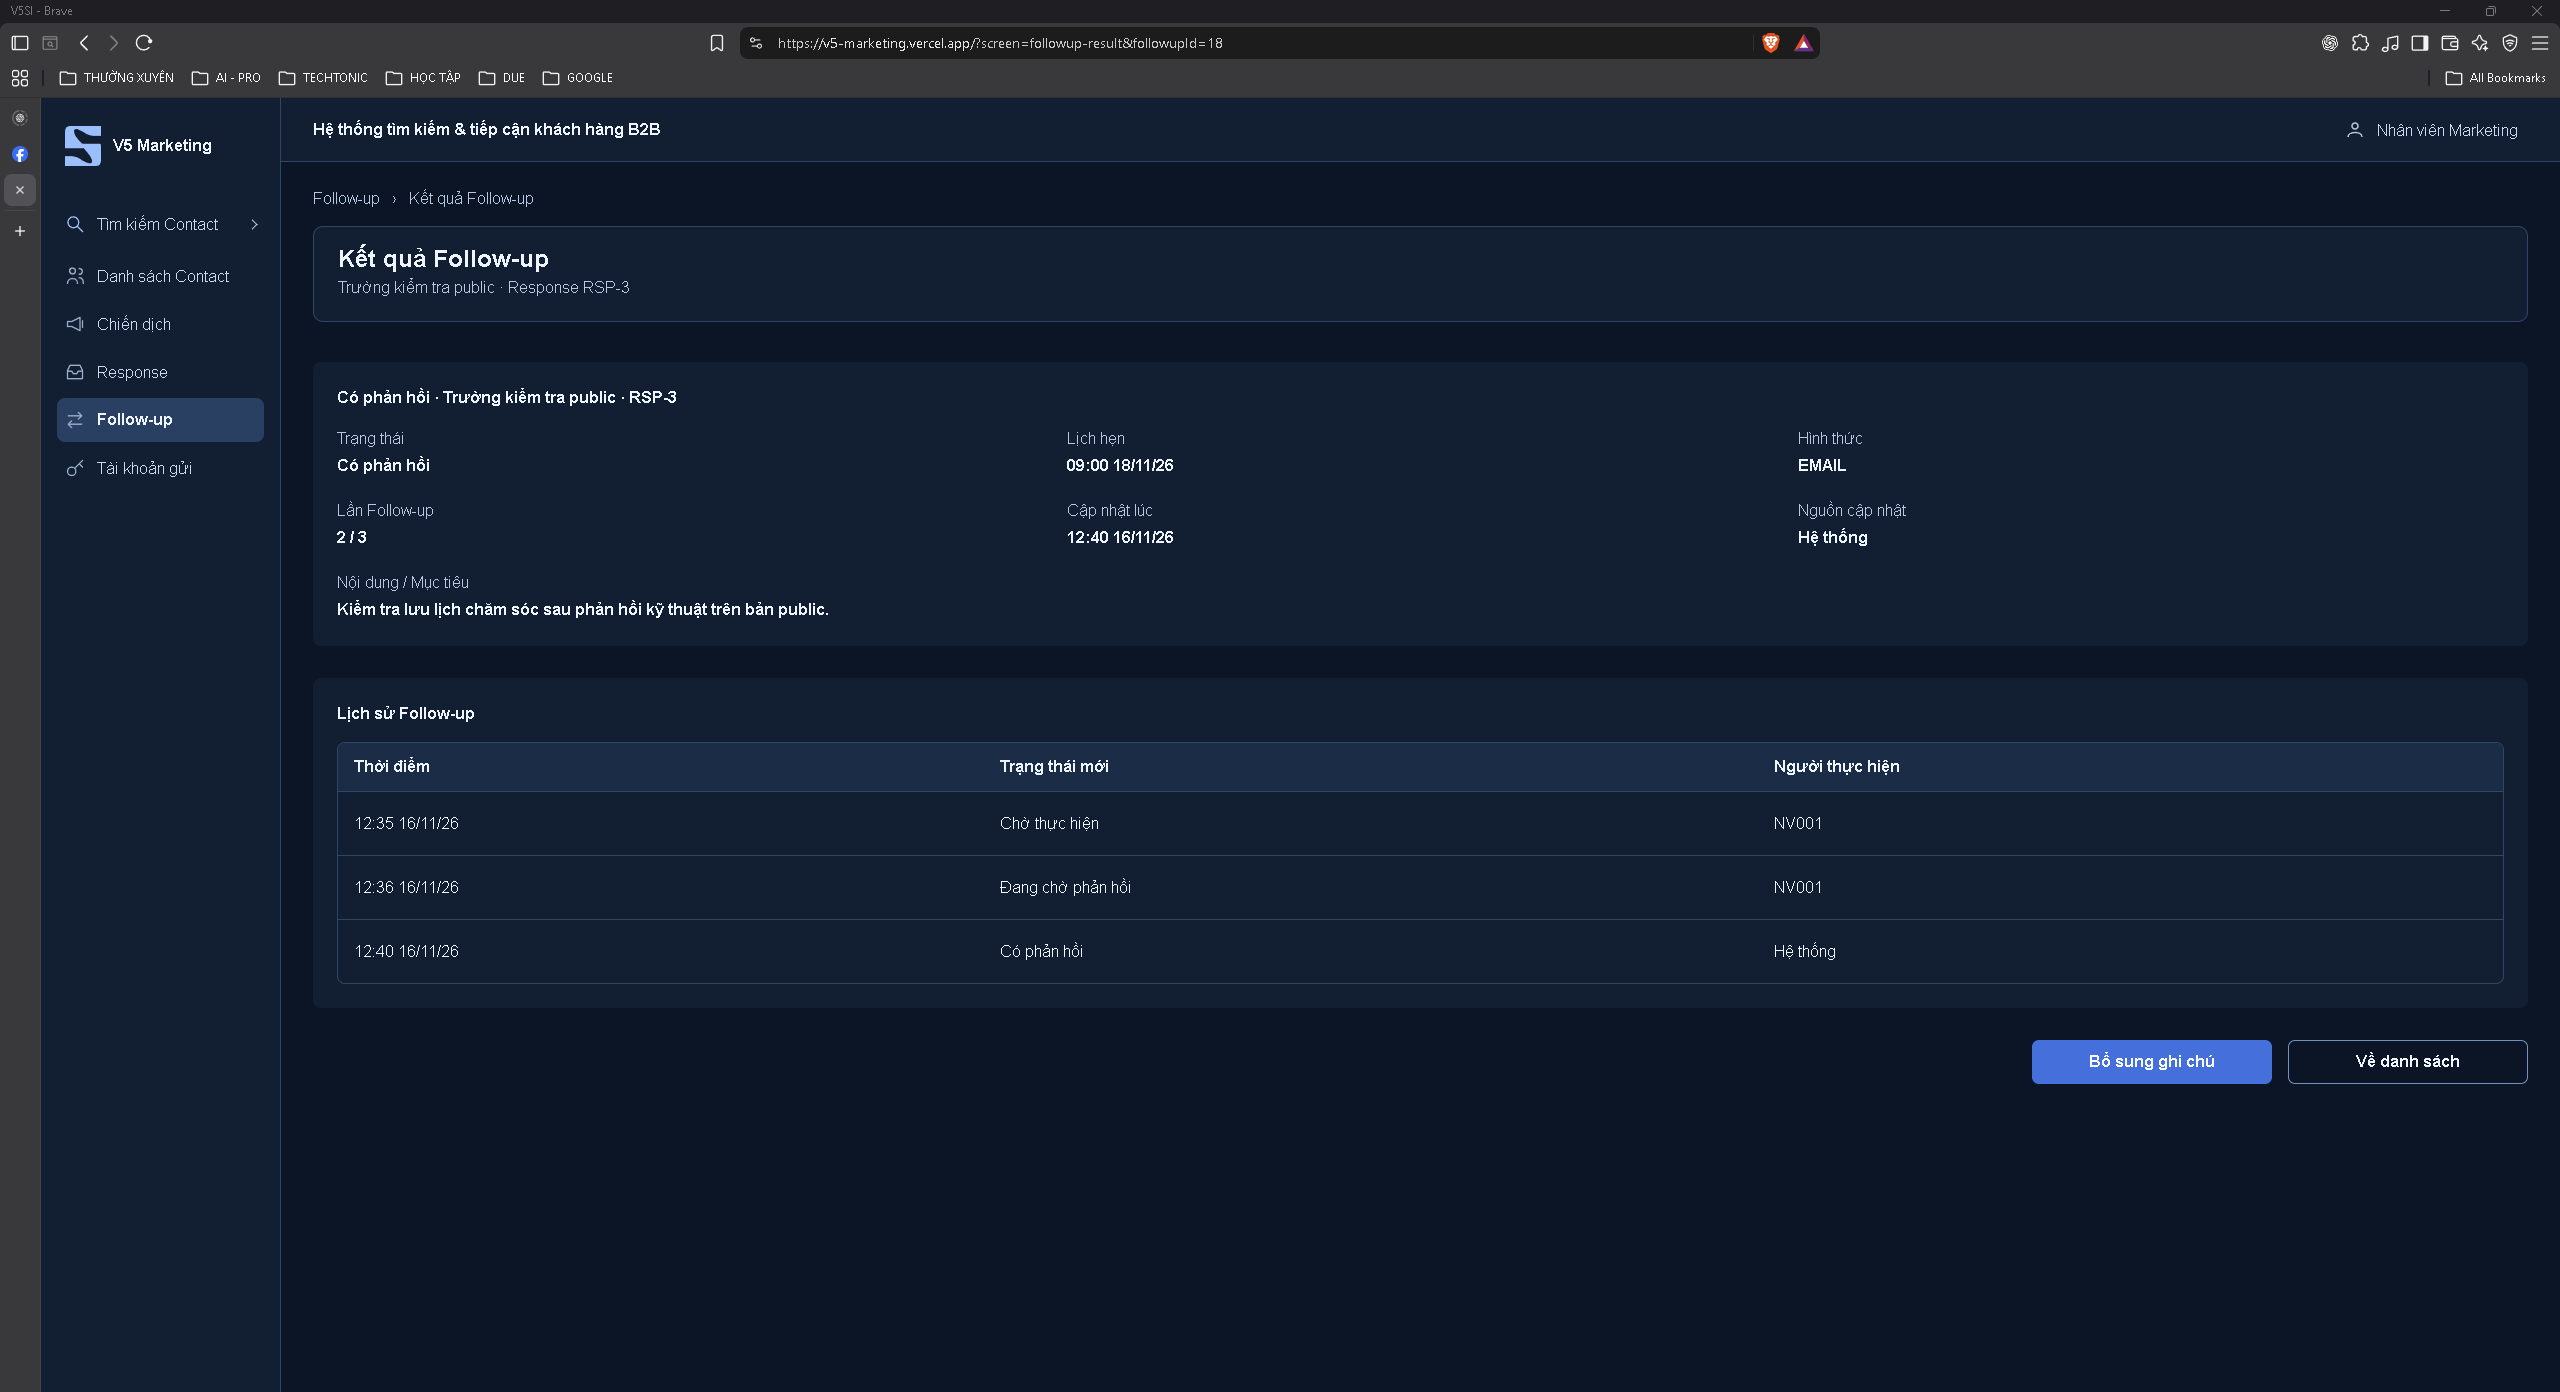 V5SI - Brave
https://v5-marketing.vercel.app/?screen=followup-result&followupId=18
THƯỜNG XUYÊN
AI - PRO
TECHTONIC
HỌC TẬP
DUE
GOOGLE
All Bookmarks
V5 Marketing
Hệ thống tìm kiếm & tiếp cận khách hàng B2B
Nhân viên Marketing
Tìm kiếm Contact
Danh sách Contact
Chiến dịch
Response
Follow-up
Tài khoản gửi
Follow-up › Kết quả Follow-up
Kết quả Follow-up
Trường kiểm tra public · Response RSP-3
Có phản hồi · Trường kiểm tra public · RSP-3
Trạng thái
Có phản hồi
Lịch hẹn
09:00 18/11/26
Hình thức
EMAIL
Lần Follow-up
2 / 3
Cập nhật lúc
12:40 16/11/26
Nguồn cập nhật
Hệ thống
Nội dung / Mục tiêu
Kiểm tra lưu lịch chăm sóc sau phản hồi kỹ thuật trên bản public.
Lịch sử Follow-up
Thời điểm Trạng thái mới Người thực hiện
12:35 16/11/26 Chờ thực hiện NV001
12:36 16/11/26 Đang chờ phản hồi NV001
12:40 16/11/26 Có phản hồi Hệ thống
Bổ sung ghi chú
Về danh sách